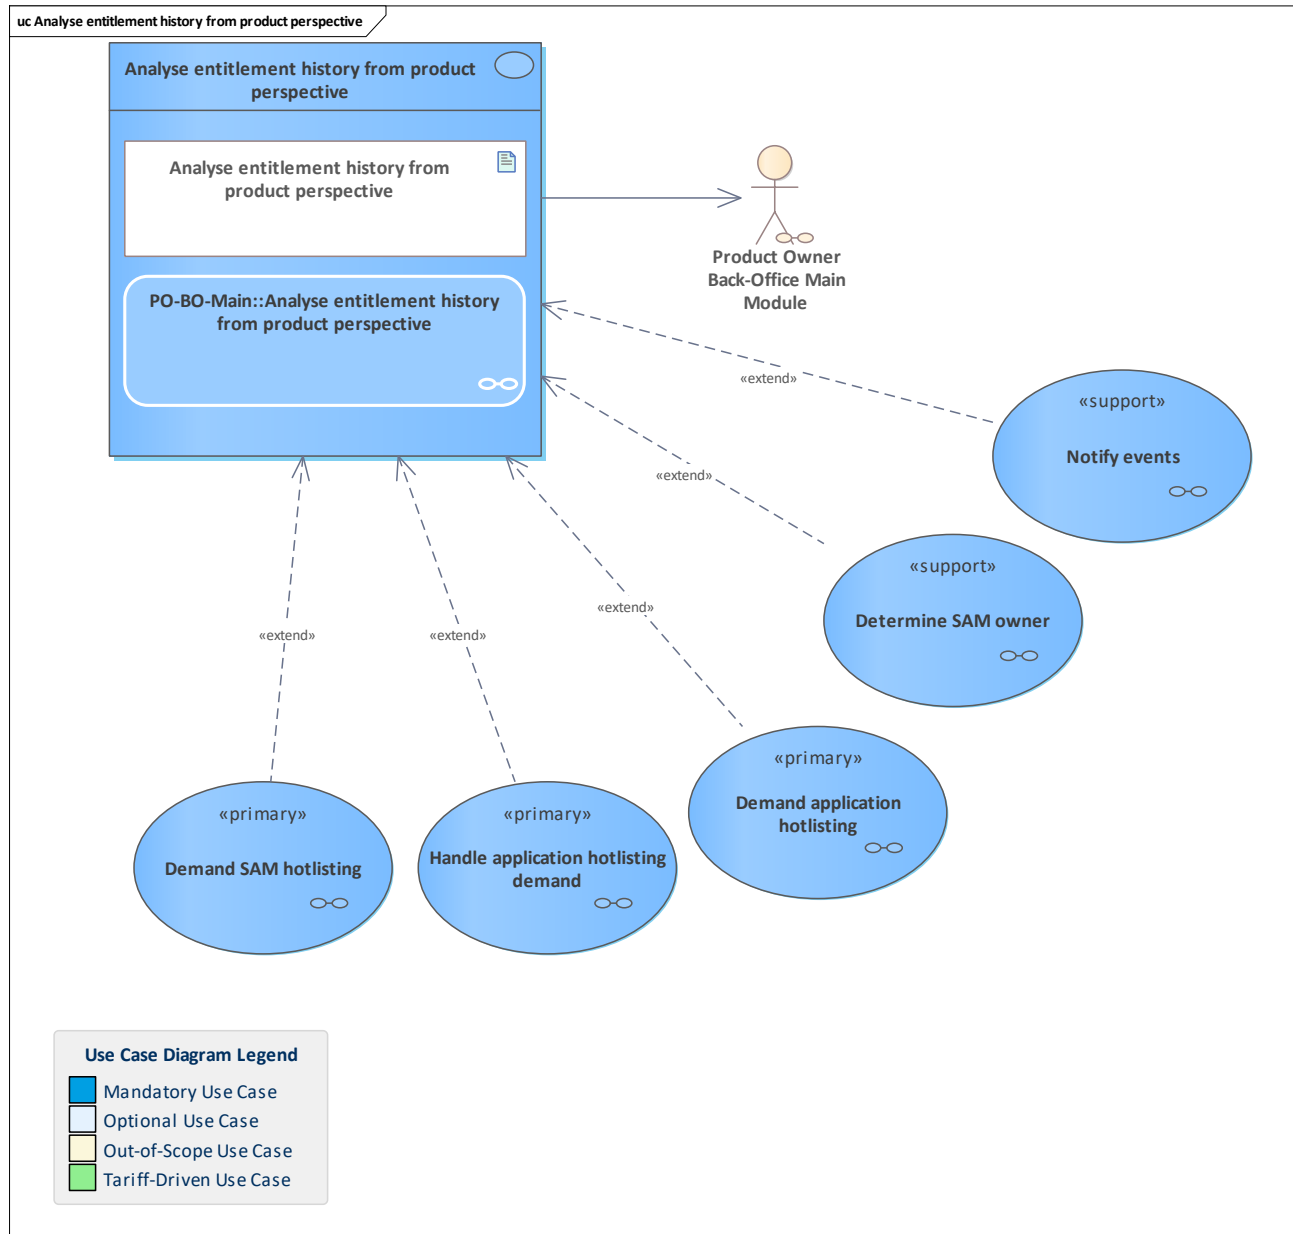 uc Analyse entitlement history from product perspective
Analyse entitlement history from product
perspective
Analyse entitlement history from
product perspective
PO-BO-Main::Analyse entitlement history
from product perspective
Product Owner
Back-Office Main
Module
«extend»
«extend»
«extend»
«extend»
«extend»
«support»
Notify events
«support»
Determine SAM owner
«primary»
Demand application
hotlisting
«primary»
Handle application hotlisting
demand
«primary»
Demand SAM hotlisting
Use Case Diagram Legend
Mandatory Use Case
Optional Use Case
Out-of-Scope Use Case
Tariff-Driven Use Case